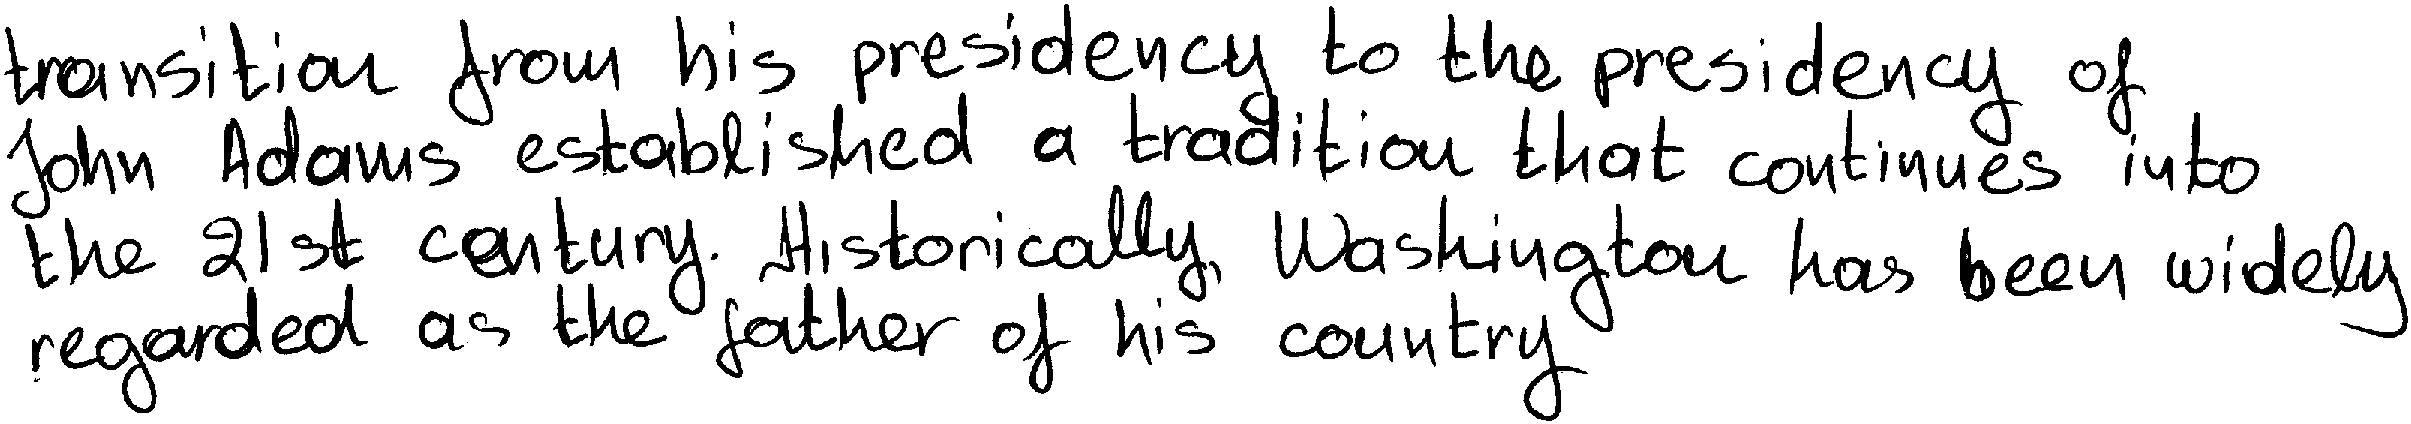 transition from his presidency to the presidency of
John Adams established a tradition that continues into
the 21st century. Historically, Washington has been widely
regarded as the father of his country